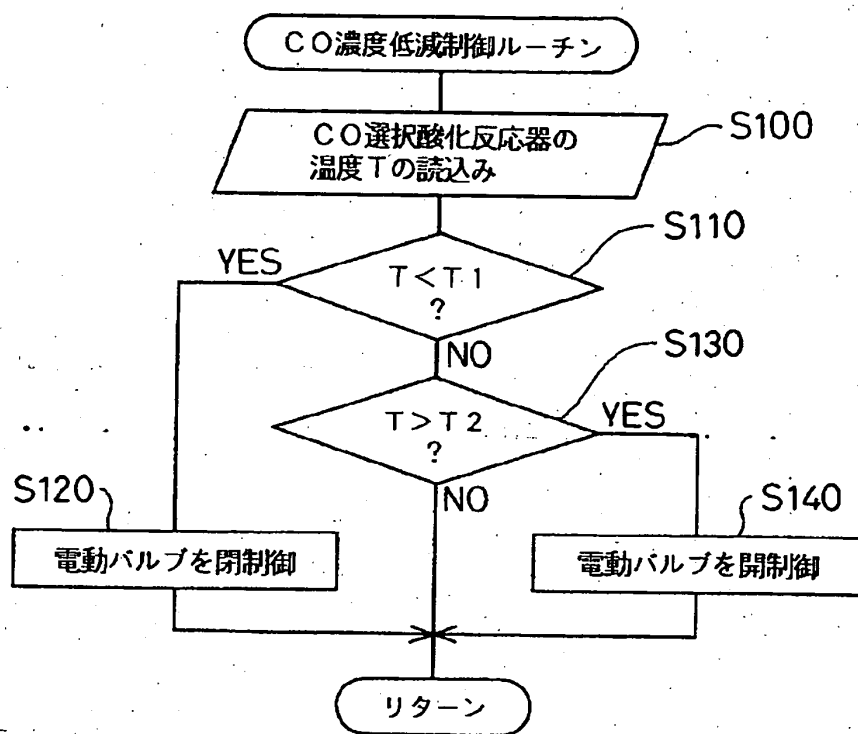 CO濃度低減制御ルーチン
CO選択酸化反応器の
温度Tの読込み
S100
S110
T<T1
?
YES
NO
S130
T>T2
?
YES
NO
S120
電動バルブを閉制御
S140
電動バルブを開制御
リターン